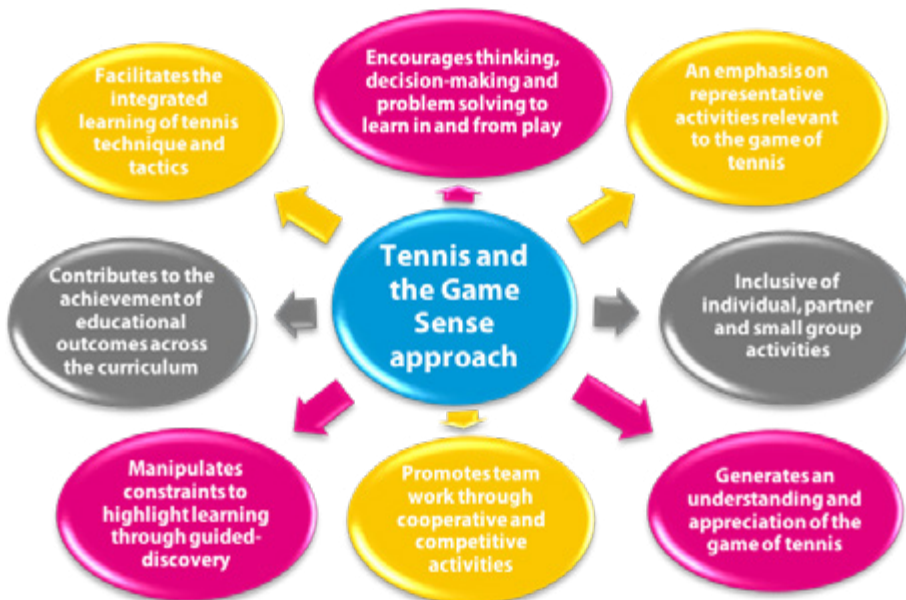 Facilitates the
integrated
learning of tennis
technique and
tactics
Encourages thinking,
decision-making and
problem solving to
learn in and from play
An emphasis on
representative
activities relevant
to the game of
tennis
Contributes to the
achievement of
educational
outcomes across
the curriculum
Tennis and
the Game
Sense
approach
Inclusive of
individual, partner
and small group
activities
Manipulates
constraints to
highlight learning
through guided-
discovery
Promotes team
work through
cooperative and
competitive
activities
Generates an
understanding and
appreciation of the
game of tennis